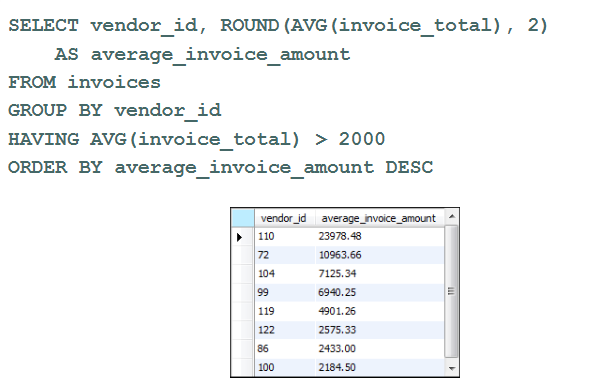 SELECT vendor_id, ROUND(AVG(invoice_total), 2)
AS average_invoice_amount
FROM invoices
GROUP BY vendor_id
HAVING AVG(invoice_total) > 2000
ORDER BY average_invoice_amount DESC
vendor_id average_invoice_amount
110 23978.48
72 10963.66
104 7125.34
99 6940.25
119 4901.26
122 2575.33
86 2433.00
100 2184.50